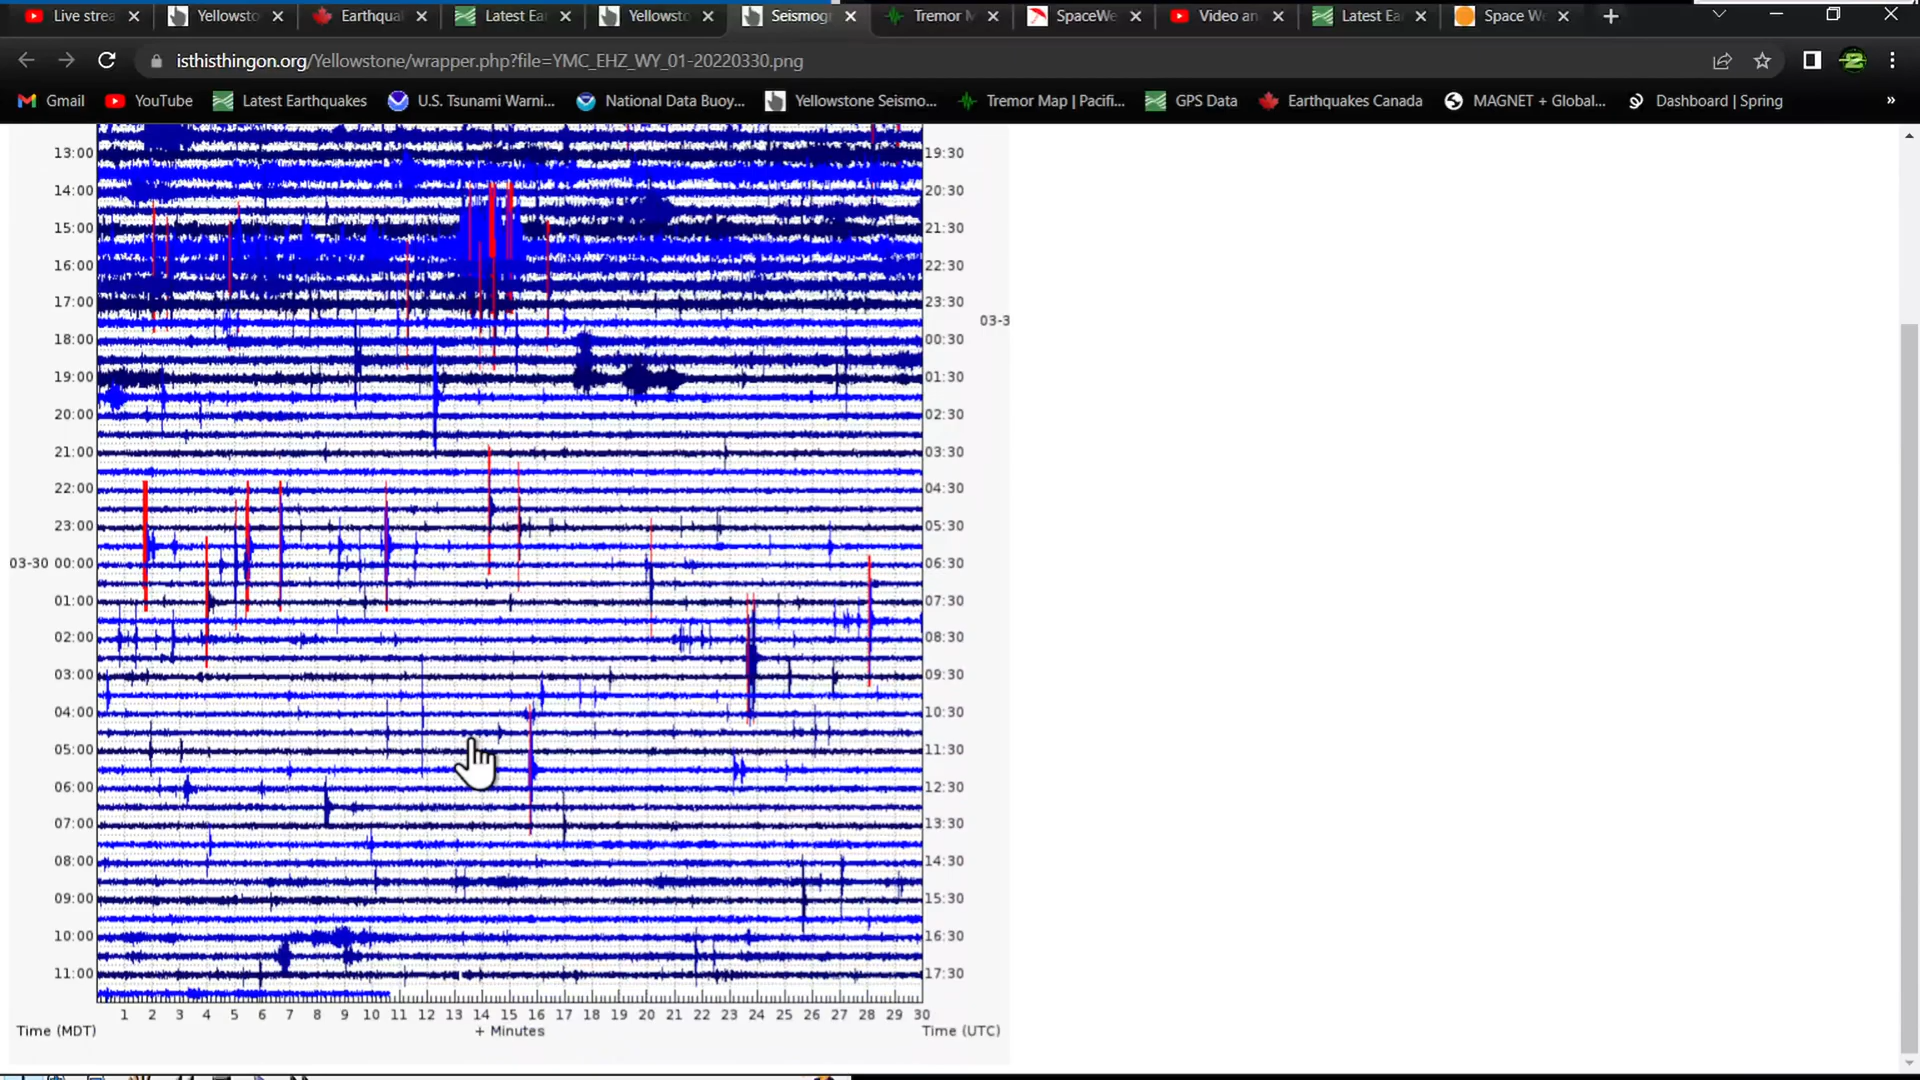 Live strea
Yellowsto
Earthqua
Latest Ea
Yellowsto
Seismog
Tremor M
SpaceWe
Video an
Latest Ea
Space W
isthisthingon.org/Yellowstone/wrapper.php?file=YMC_EHZ_WY_01-20220330.png
Gmail
YouTube
Latest Earthquakes
U.S. Tsunami Warni...
National Data Buoy...
Yellowstone Seismo...
Tremor Map | Pacifi...
GPS Data
Earthquakes Canada
MAGNET + Global...
Dashboard | Spring
»
13:00 19:30
14:00 20:30
15:00 21:30
16:00 22:30
17:00 23:30
03-3
18:00 00:30
19:00 01:30
20:00 02:30
21:00 03:30
22:00 04:30
23:00 05:30
03-30 00:00 06:30
01:00 07:30
02:00 08:30
03:00 09:30
04:00 10:30
05:00 11:30
06:00 12:30
07:00 13:30
08:00 14:30
09:00 15:30
10:00 16:30
11:00 17:30
1 2 3 4 5 6 7 8 9 10 11 12 13 14 15 16 17 18 19 20 21 22 23 24 25 26 27 28 29 30
Time (MDT) + Minutes Time (UTC)